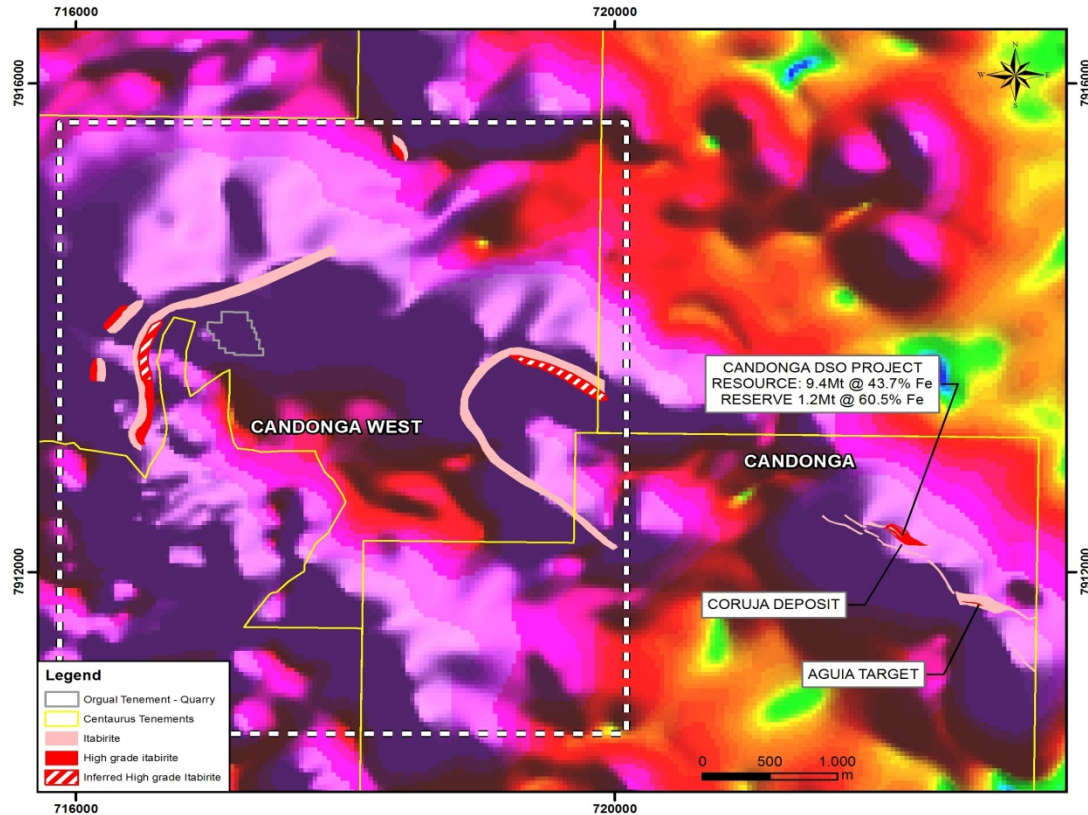 716000
720000
7916000
7916000
N
W
E
S
CANDONGA DSO PROJECT
RESOURCE: 9.4Mt @ 43.7% Fe
RESERVE 1.2Mt @ 60.5% Fe
CANDONGA WEST
CANDONGA
7912000
7912000
CORUJA DEPOSIT
AGUIA TARGET
Legend
Orgual Tenement - Quarry
Centaurus Tenements
Itabirite
High grade itabirite
Inferred High grade Itabirite
0 500 1.000
m
716000
720000